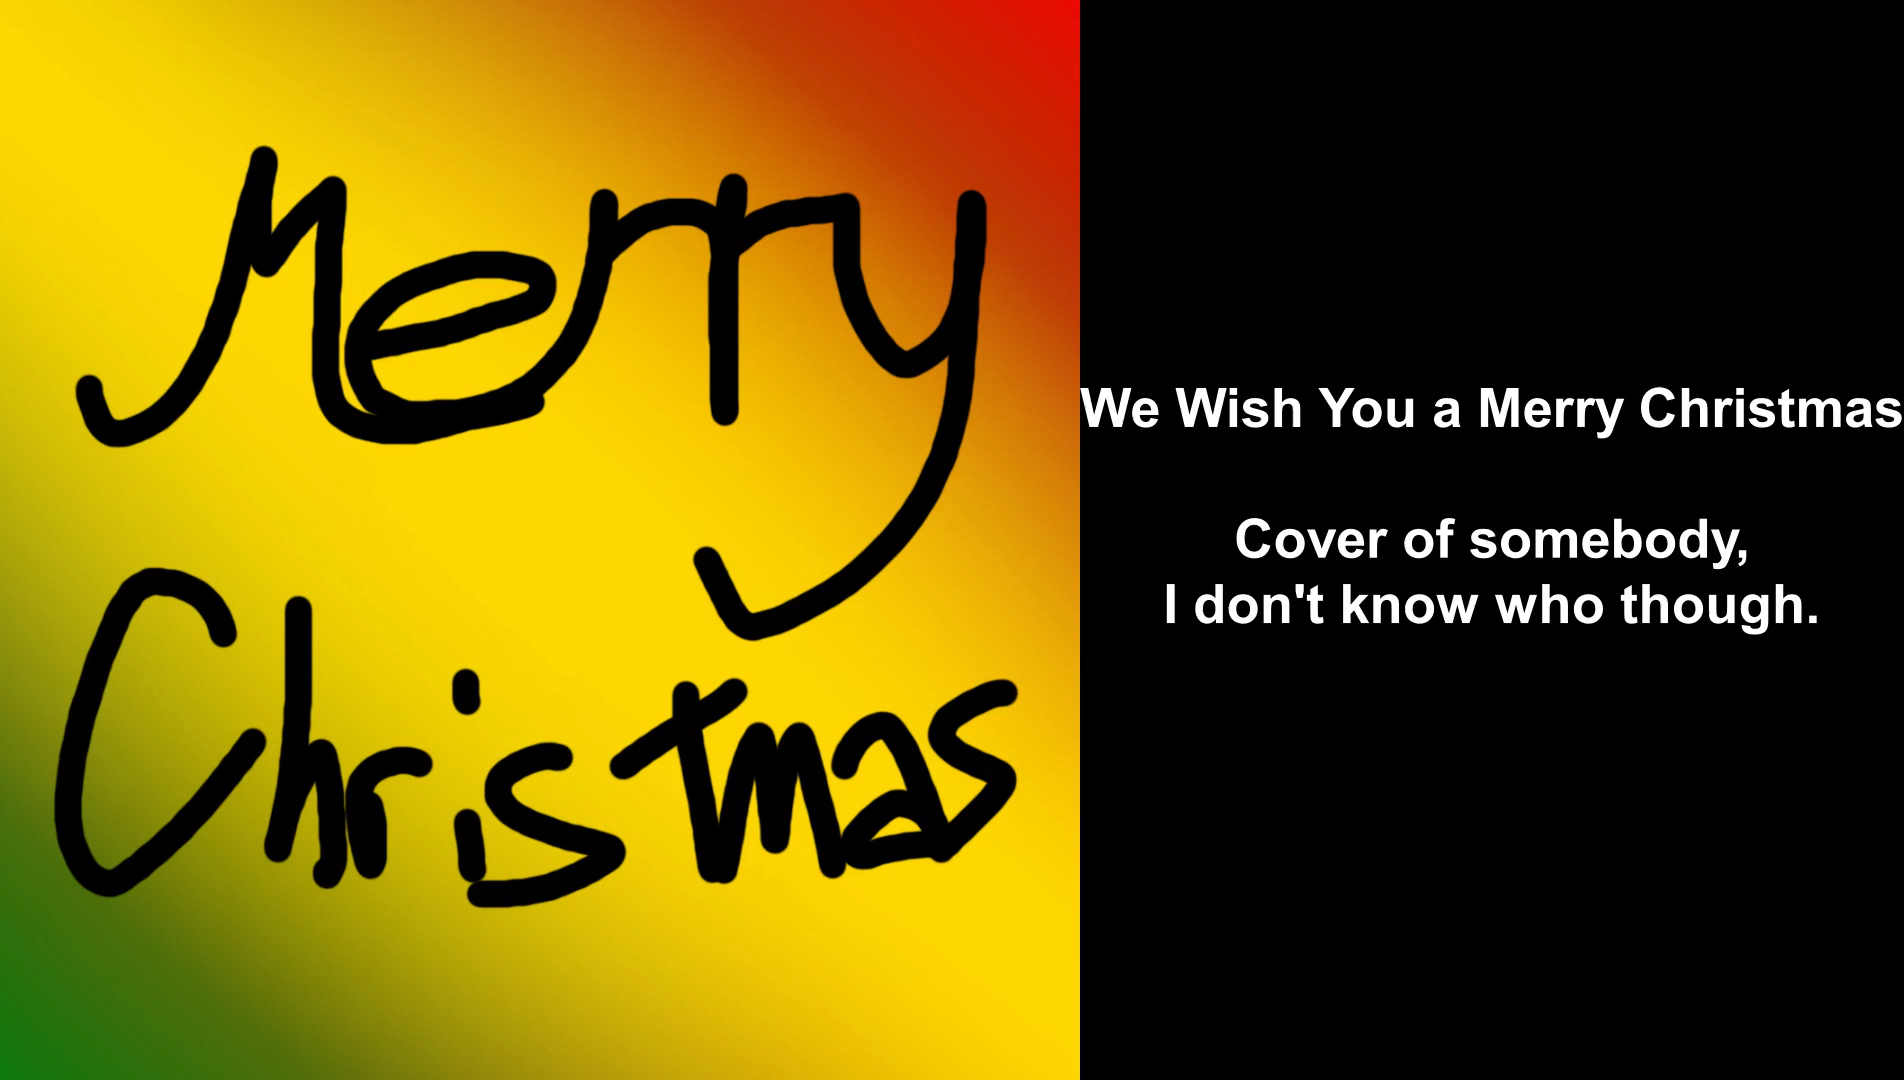 Merry
Christmas
We Wish You a Merry Christmas
Cover of somebody,
I don't know who though.